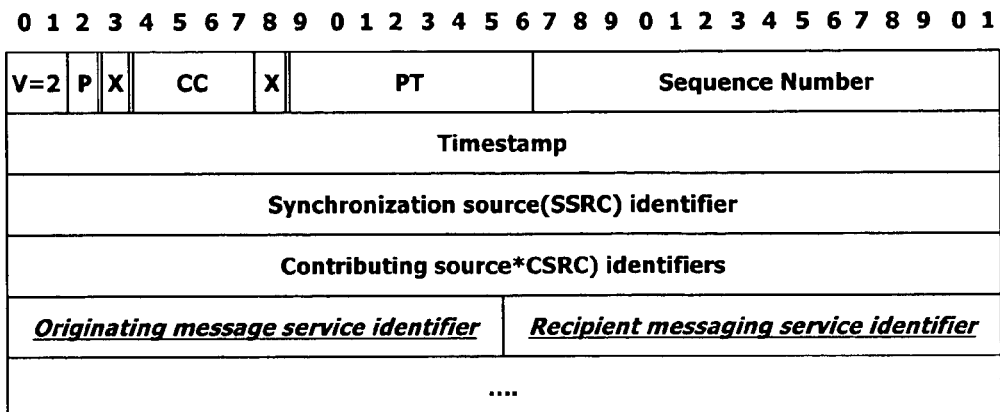 0 1 2 3 4 5 6 7 8 9 0 1 2 3 4 5 6 7 8 9 0 1 2 3 4 5 6 7 8 9 0 1
V=2 P X CC X PT Sequence Number
Timestamp
Synchronization source(SSRC) identifier
Contributing source*CSRC) identifiers
Originating message service identifier Recipient messaging service identifier
....